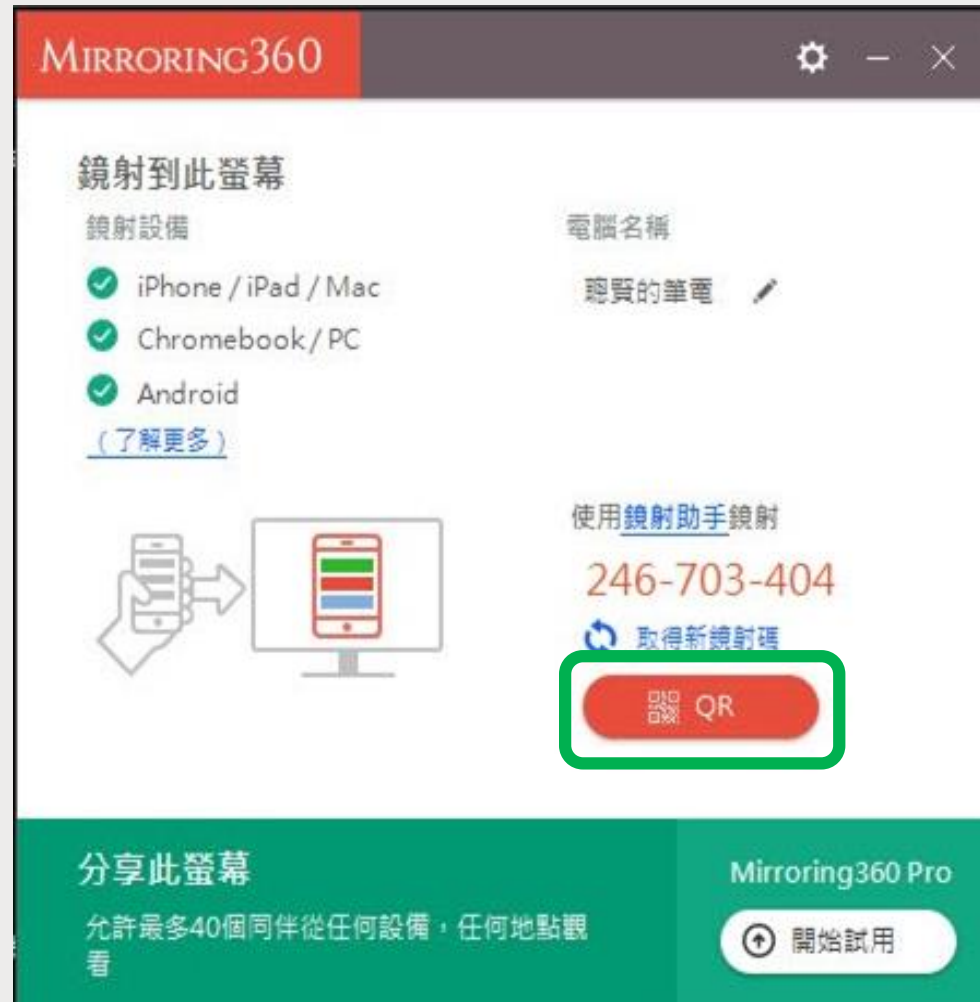 MIRRORING360
鏡射到此螢幕
鏡射設備
iPhone / iPad / Mac
Chromebook / PC
Android
(了解更多)
電腦名稱
聰賢的筆電
使用鏡射助手鏡射
246-703-404
取得新鏡射碼
QR
分享此螢幕
允許最多40個同伴從任何設備，任何地點觀
看
Mirroring360 Pro
開始試用